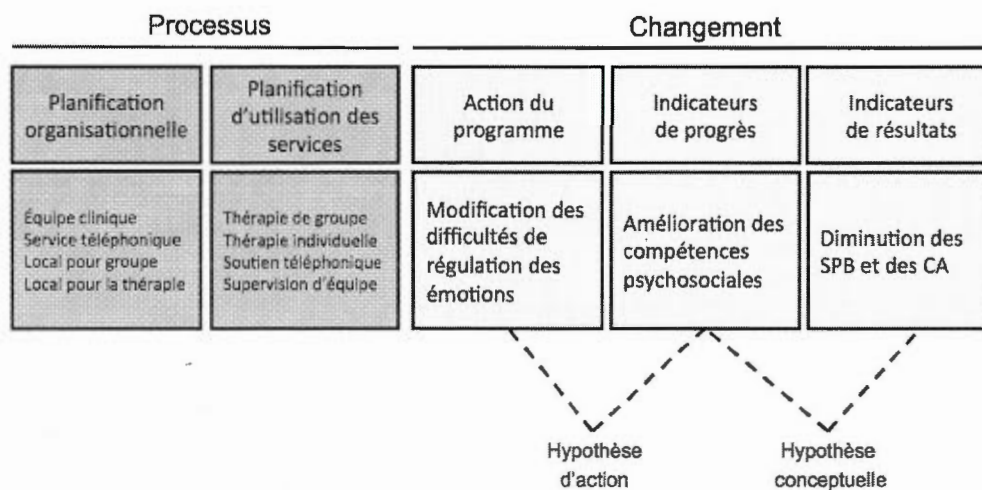 Processus
Changement
Planification
organisationnelle
Planification
d'utilisation des
services
Action du
programme
Indicateurs
de progrès
Indicateurs
de résultats
Équipe clinique
Service téléphonique
Local pour groupe
Local pour la thérapie
Thérapie de groupe
Thérapie individuelle
Soutien téléphonique
Supervision d'équipe
Modification des
difficultés de
régulation des
émotions
Amélioration des
compétences
psychosociales
Diminution des
SPB et des CA
Hypothèse
d'action
Hypothèse
conceptuelle